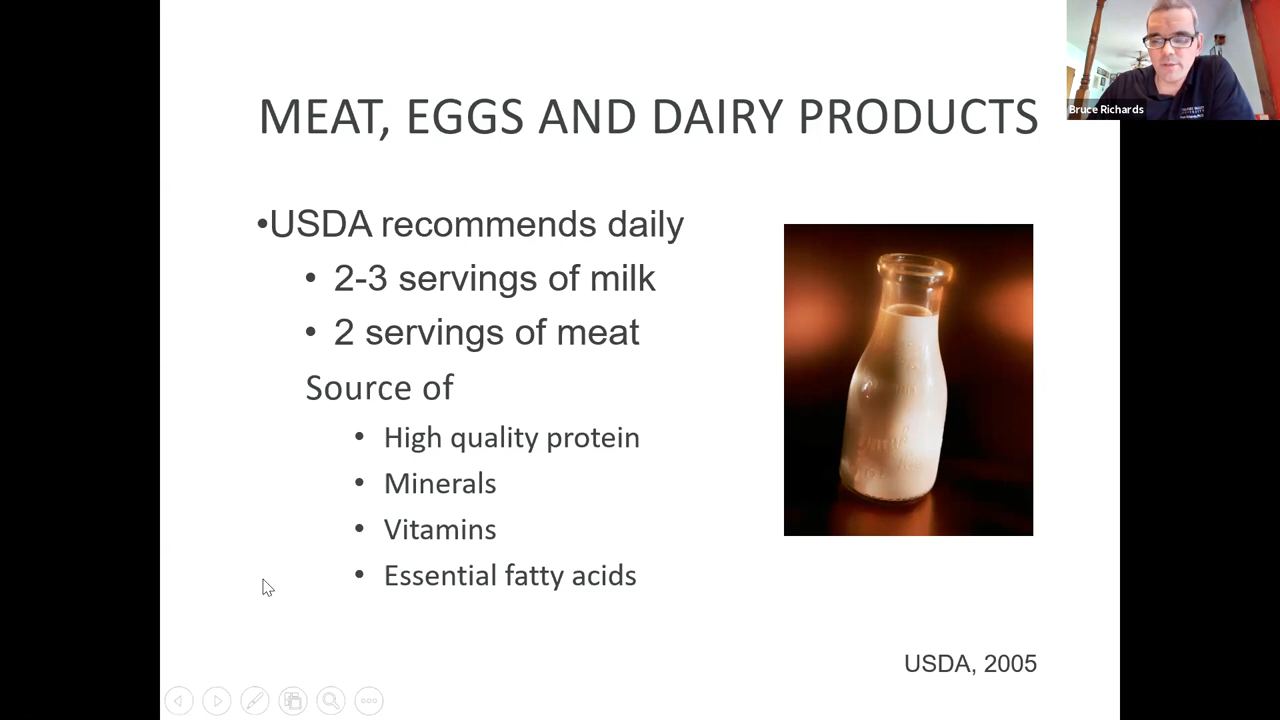 MEAT, EGGS AND DAIRY PRODUCTS
Bruce Richards
•USDA recommends daily
• 2-3 servings of milk
• 2 servings of meat
Source of
• High quality protein
• Minerals
• Vitamins
• Essential fatty acids
USDA, 2005